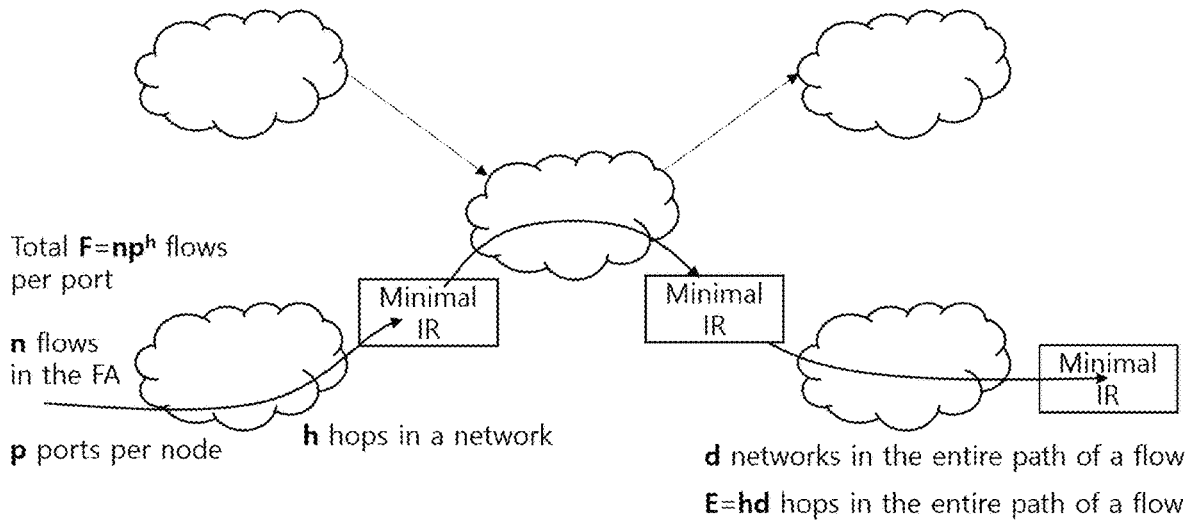 Total F=npʰ flows
per port
Minimal
IR
Minimal
IR
n flows
in the FA
Minimal
IR
p ports per node
h hops in a network
d networks in the entire path of a flow
E=hd hops in the entire path of a flow